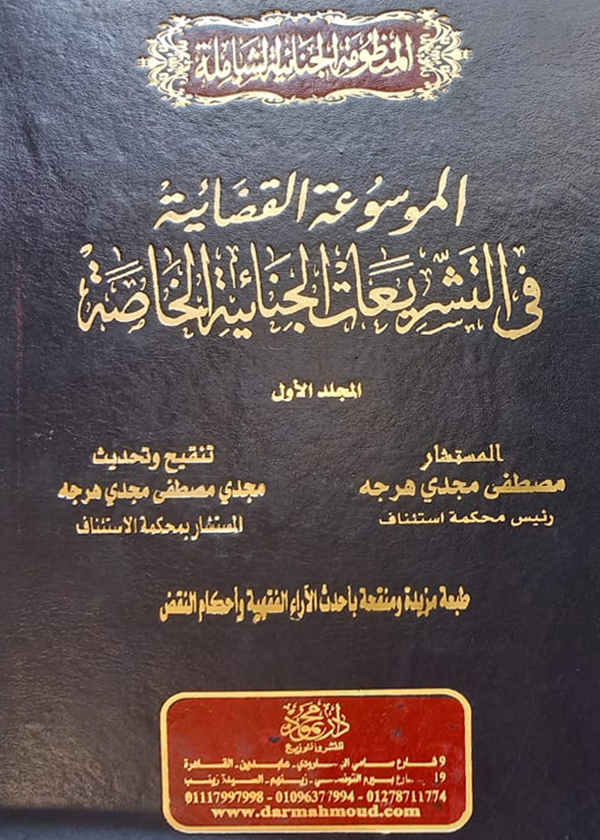 المنظومة الجنائية الشاملة
الموسوعة القضائية
فى التشريعات الجنائية الخاصة
المجلد الأول
المستشار
مصطفى مجدي هرجه
رئيس محكمة استئناف
تنقيح وتحديث
مجدي مصطفى مجدي هرجه
المستشار بمحكمة الاستئناف
طبعة مزيدة ومنقحة بأحدث الأراء الفقهية وأحكام النقض
دار محمود
للنشر والتوزيع
9 شارع سامى البارودي - عابدين - القاهرة
19 شارع بيرم التونسي - زينهم - السيدة زينب
01117997998 - 01096377994 - 01278711774
www.darmahmoud.com